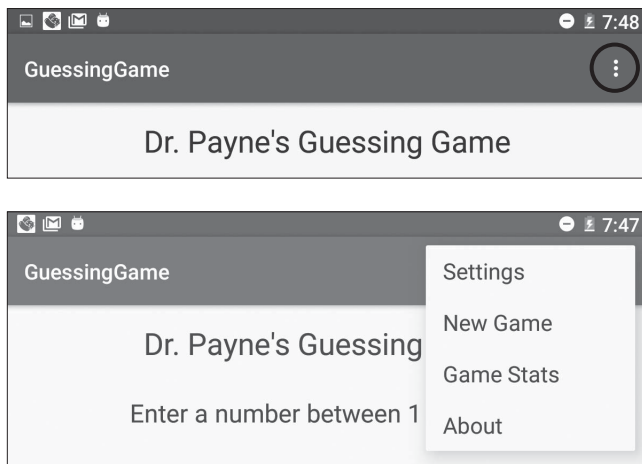 7:48
GuessingGame
Dr. Payne's Guessing Game
7:47
GuessingGame
Settings
New Game
Dr. Payne's Guessing
Game Stats
Enter a number between 1
About